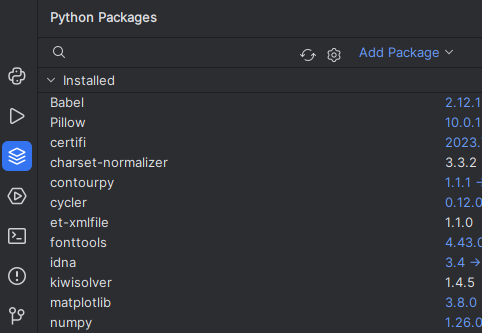 Python Packages
Add Package
Installed
Babel 2.12.1
Pillow 10.0.1
certifi 2023.
charset-normalizer 3.3.2
contourpy 1.1.1 →
cycler 0.12.0
et-xmlfile 1.1.0
fonttools 4.43.0
idna 3.4 →
kiwisolver 1.4.5
matplotlib 3.8.0
numpy 1.26.0